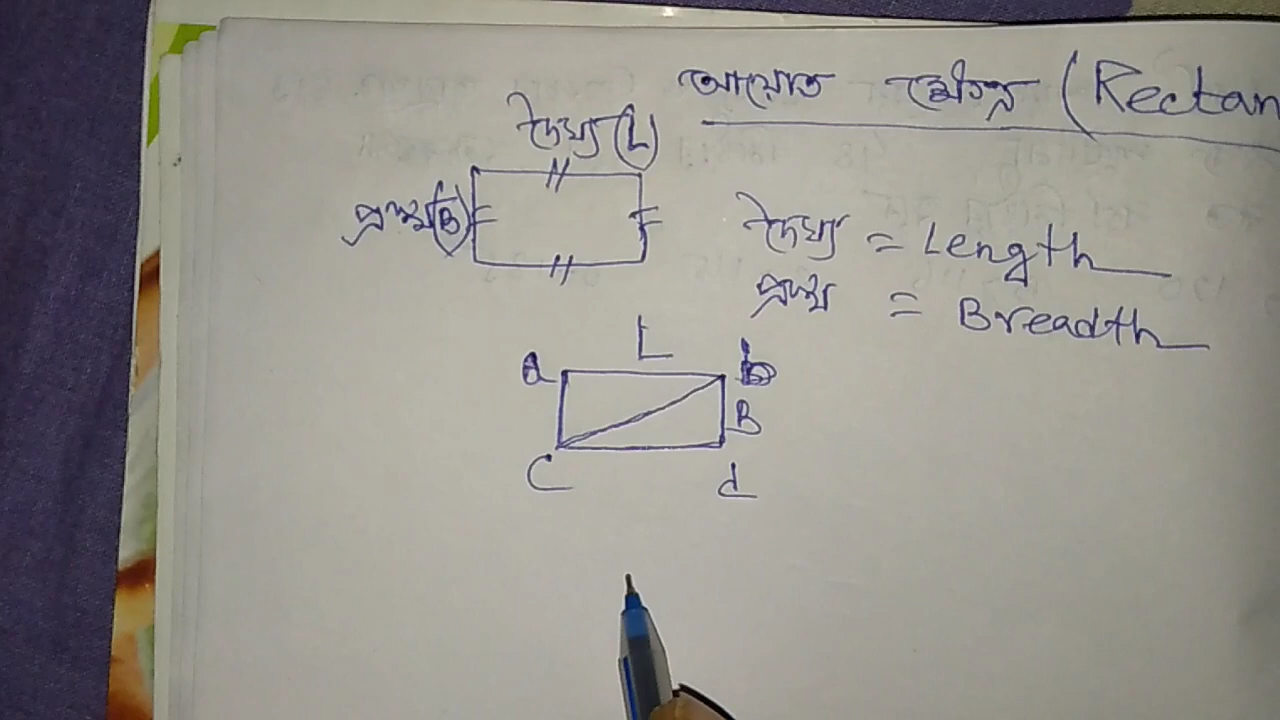 আয়োত ক্ষেত্র (Rectan
দৈঘ্য (L)
প্রস্থ (B)
দৈঘ্য = Length
প্রস্থ = Breadth
L
a b
B
C d